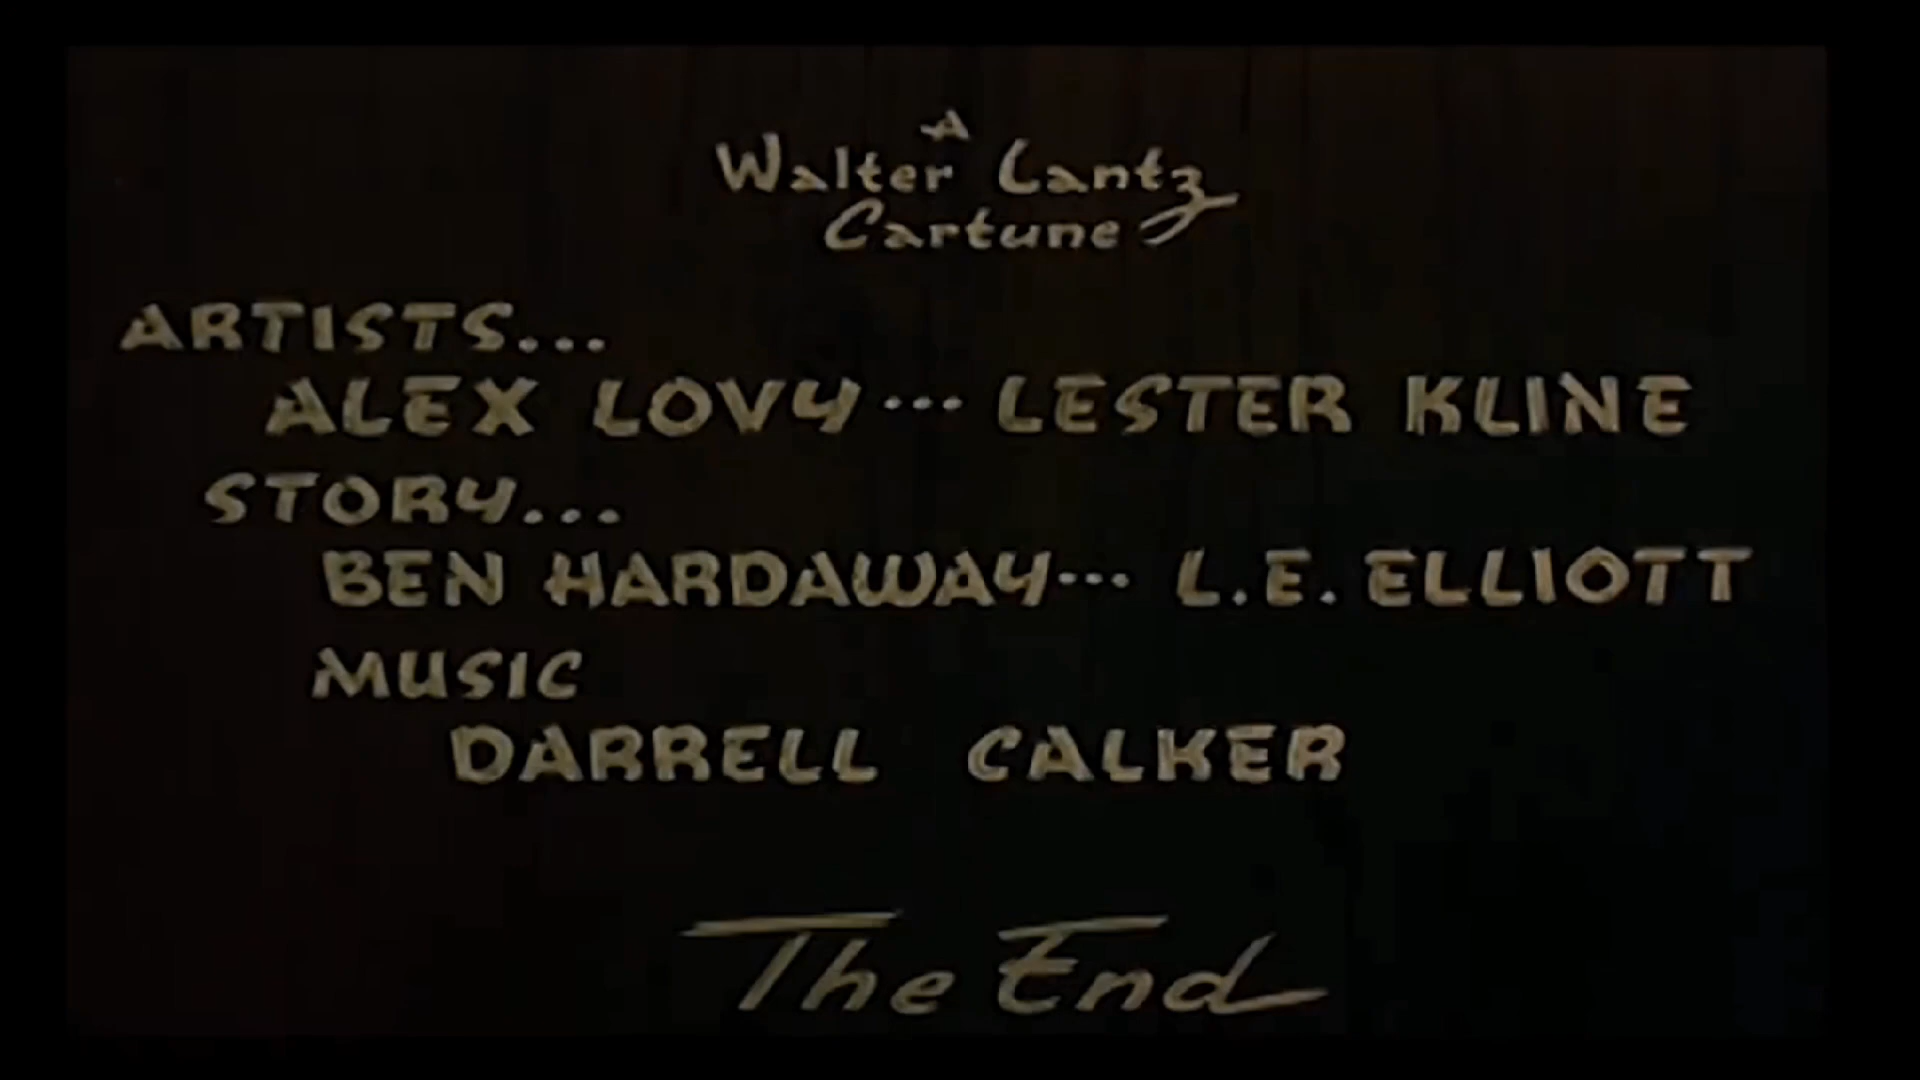 A
Walter Lantz
Cartune
ARTISTS...
ALEX LOVY... LESTER KLINE
STORY...
BEN HARDAWAY... L.E. ELLIOTT
MUSIC
DARRELL CALKER
The End